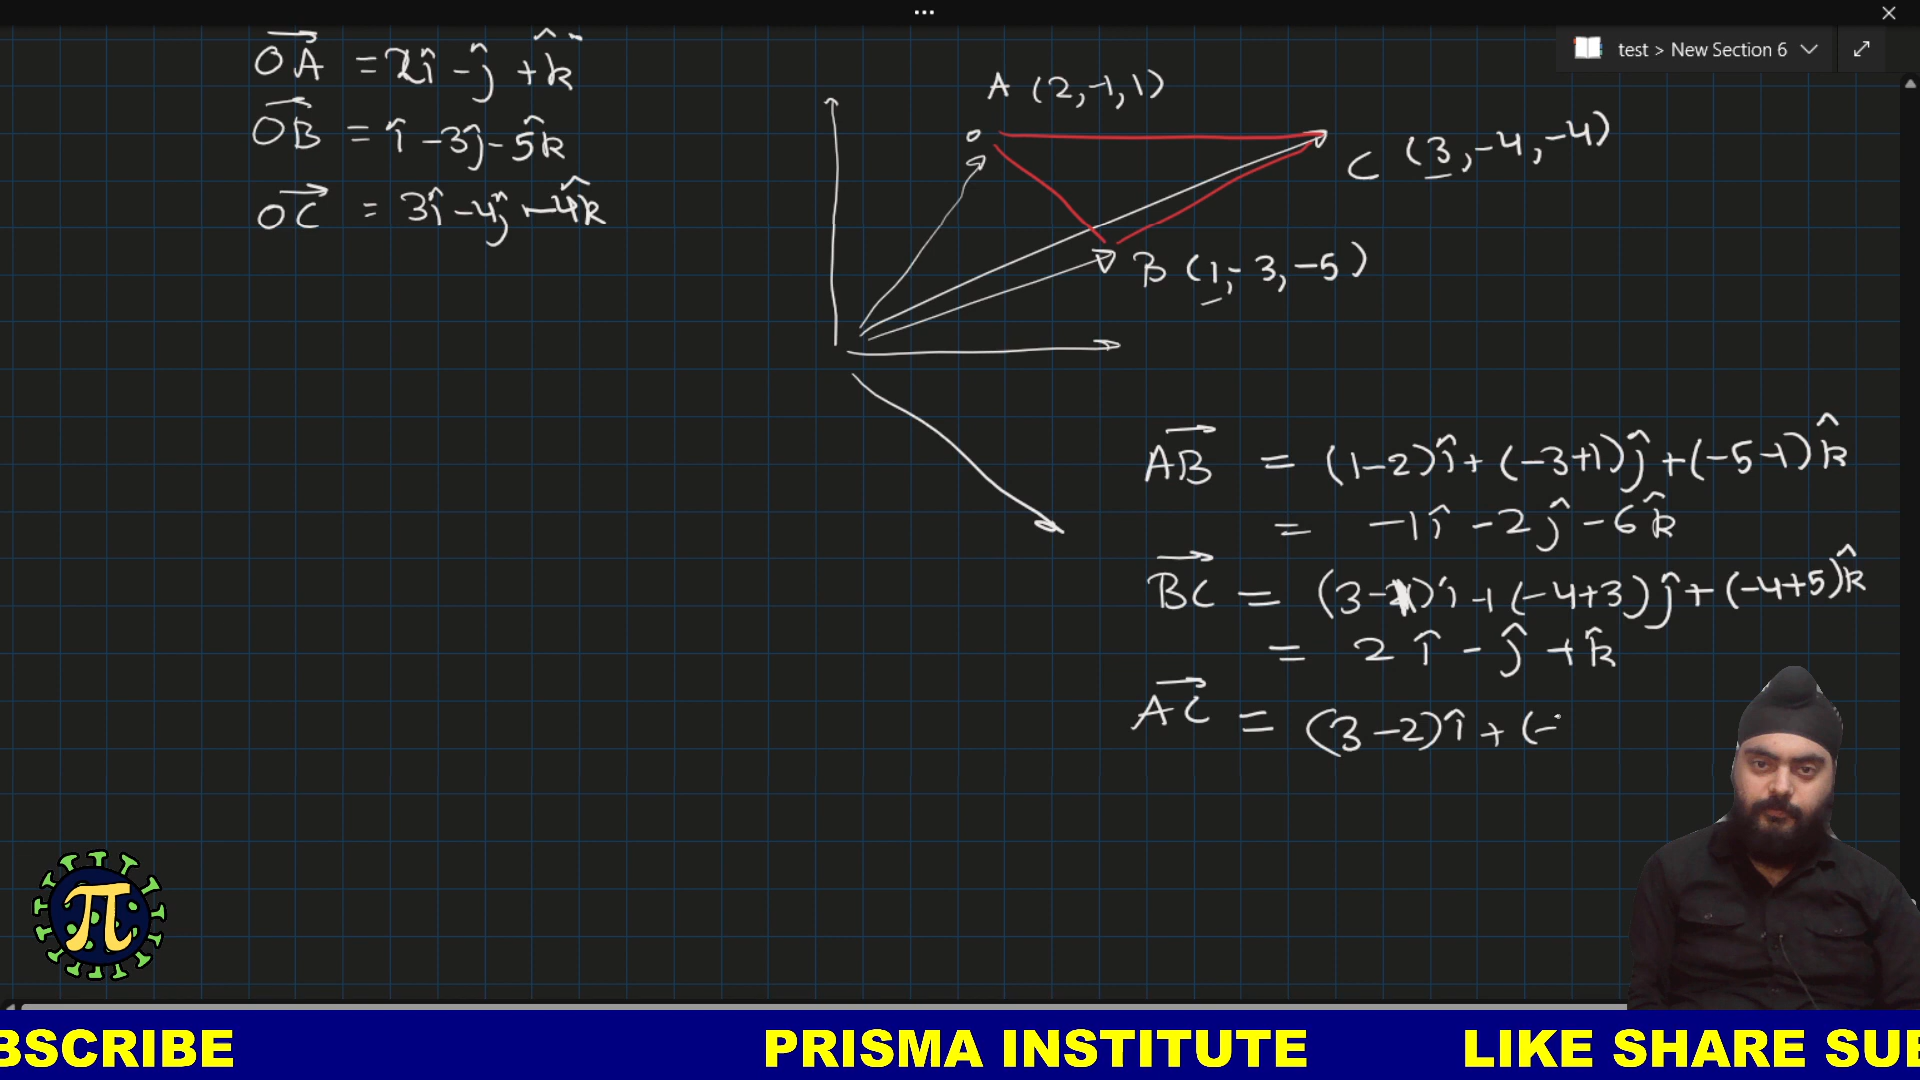 ...
test > New Section 6
OA = 2î - ĵ + k̂
OB = î - 3ĵ - 5k̂
OC = 3î - 4ĵ - 4k̂
A (2, -1, 1)
C (3, -4, -4)
B (1, -3, -5)
AB = (1-2)î + (-3+1)ĵ + (-5-1)k̂
= -1î - 2ĵ - 6k̂
BC = (3-1)î + (-4+3)ĵ + (-4+5)k̂
= 2î - ĵ + k̂
AC = (3-2)î + (-
π
BSCRIBE PRISMA INSTITUTE LIKE SHARE SUB